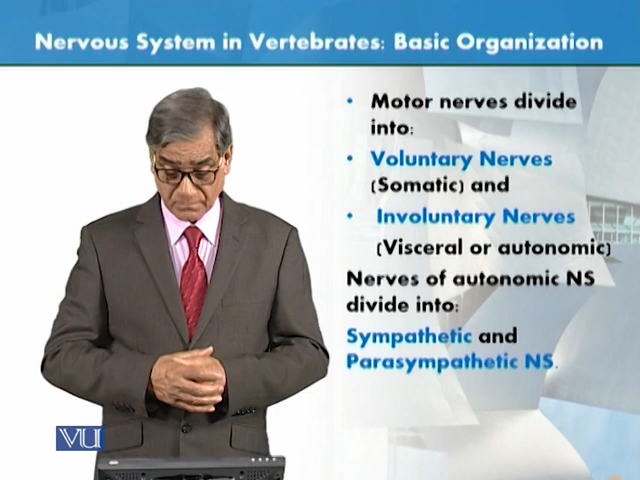 Nervous System in Vertebrates: Basic Organization
• Motor nerves divide
into:
• Voluntary Nerves
(Somatic) and
• Involuntary Nerves
(Visceral or autonomic)
Nerves of autonomic NS
divide into:
Sympathetic and
Parasympathetic NS.
VU